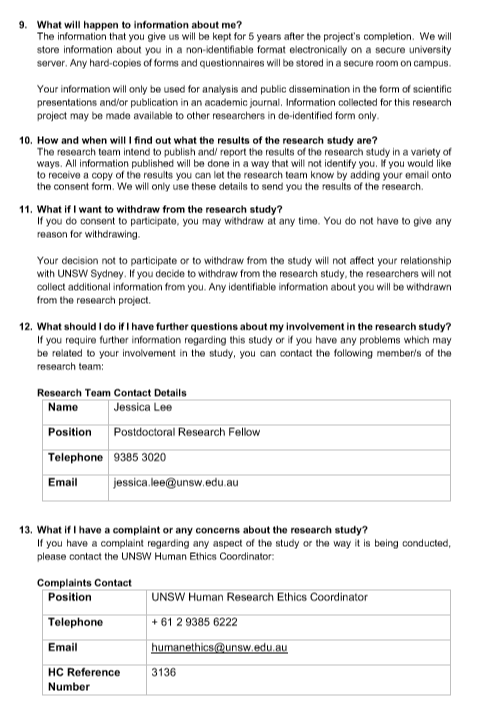 9. What will happen to information about me?
The information that you give us will be kept for 5 years after the project's completion. We will
store information about you in a non-identifiable format electronically on a secure university
server. Any hard-copies of forms and questionnaires will be stored in a secure room on campus.
Your information will only be used for analysis and public dissemination in the form of scientific
presentations and/or publication in an academic journal. Information collected for this research
project may be made available to other researchers in de-identified form only.
10. How and when will I find out what the results of the research study are?
The research team intend to publish and/ report the results of the research study in a variety of
ways. All information published will be done in a way that will not identify you. If you would like
to receive a copy of the results you can let the research team know by adding your email onto
the consent form. We will only use these details to send you the results of the research.
11. What if I want to withdraw from the research study?
If you do consent to participate, you may withdraw at any time. You do not have to give any
reason for withdrawing.
Your decision not to participate or to withdraw from the study will not affect your relationship
with UNSW Sydney. If you decide to withdraw from the research study, the researchers will not
collect additional information from you. Any identifiable information about you will be withdrawn
from the research project.
12. What should I do if I have further questions about my involvement in the research study?
If you require further information regarding this study or if you have any problems which may
be related to your involvement in the study, you can contact the following member/s of the
research team:
Research Team Contact Details
Name Jessica Lee
Position Postdoctoral Research Fellow
Telephone 9385 3020
Email jessica.lee@unsw.edu.au
13. What if I have a complaint or any concerns about the research study?
If you have a complaint regarding any aspect of the study or the way it is being conducted,
please contact the UNSW Human Ethics Coordinator:
Complaints Contact
Position UNSW Human Research Ethics Coordinator
Telephone + 61 2 9385 6222
Email humanethics@unsw.edu.au
HC Reference 3136
Number